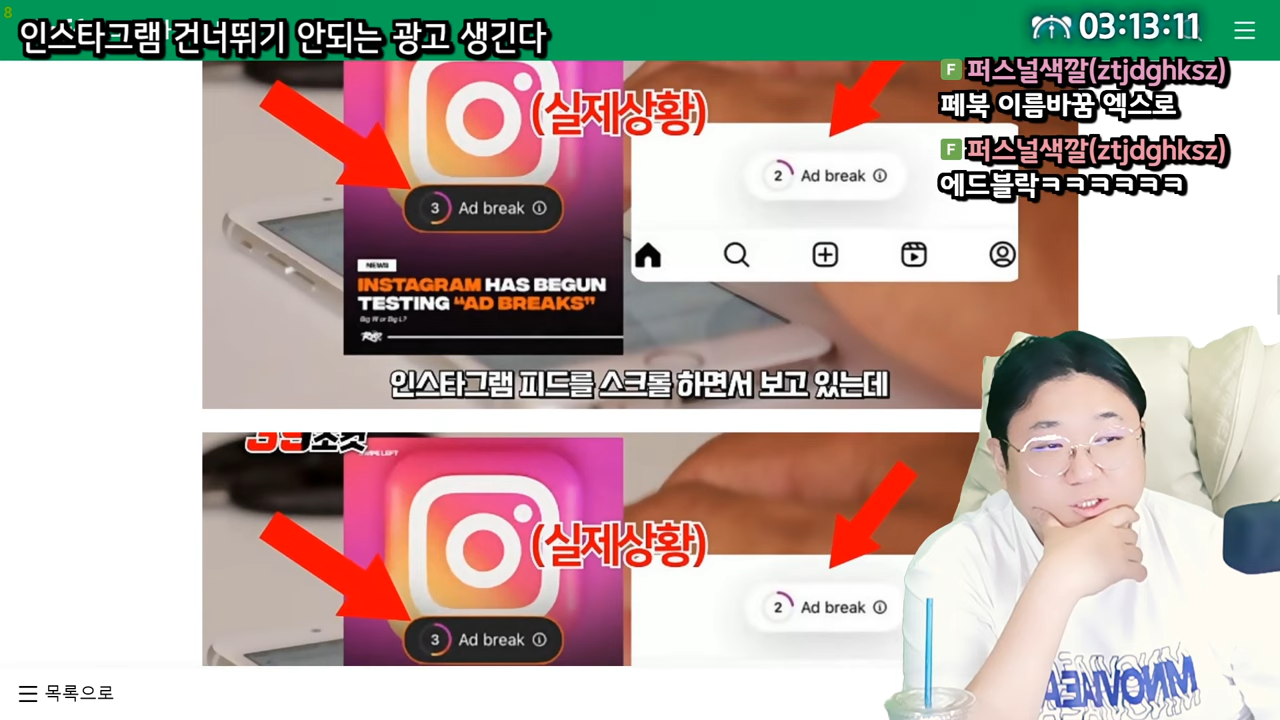 8
인스타그램 건너뛰기 안되는 광고 생긴다
03:13:11
F 퍼스널색깔(ztjdghksz)
페북 이름바꿈 엑스로
F 퍼스널색깔(ztjdghksz)
에드블락ㅋㅋㅋㅋㅋㅋ
(실제상황)
3 Ad break
2 Ad break
NEWS
INSTAGRAM HAS BEGUN
TESTING “AD BREAKS”
Big W or Big L?
인스타그램 피드를 스크롤 하면서 보고 있는데
SWIPE LEFT
(실제상황)
3 Ad break
2 Ad break
목록으로